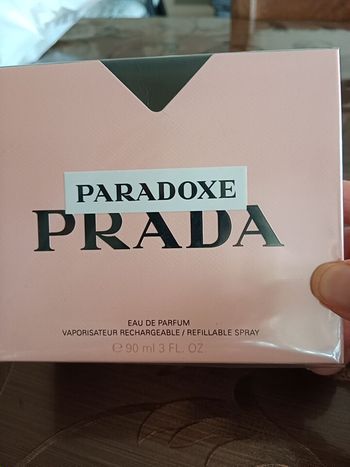 PARADOXE
PRADA
EAU DE PARFUM
VAPORISATEUR RECHARGEABLE / REFILLABLE SPRAY
℮ 90 ml 3 FL. OZ.